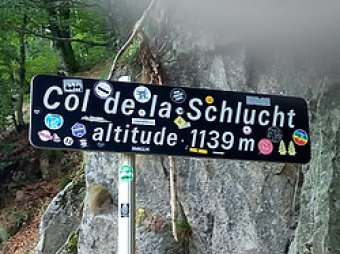 Col de la Schlucht
altitude 1139 m